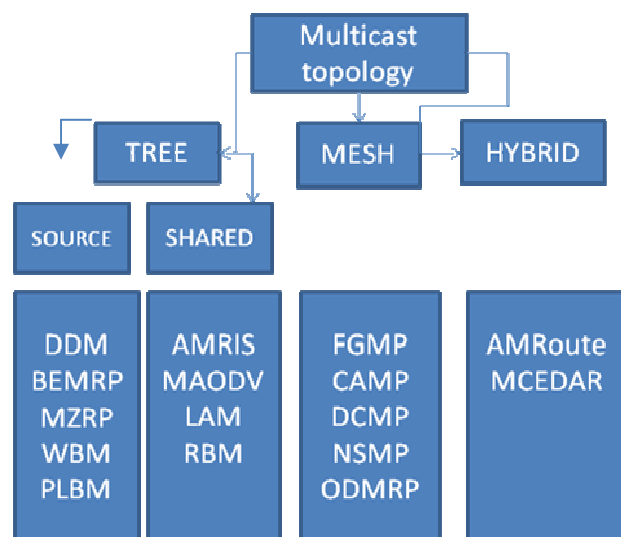 Multicast
topology
TREE
MESH
HYBRID
SOURCE
SHARED
DDM
BEMRP
MZRP
WBM
PLBM
AMRIS
MAODV
LAM
RBM
FGMP
CAMP
DCMP
NSMP
ODMRP
AMRoute
MCEDAR